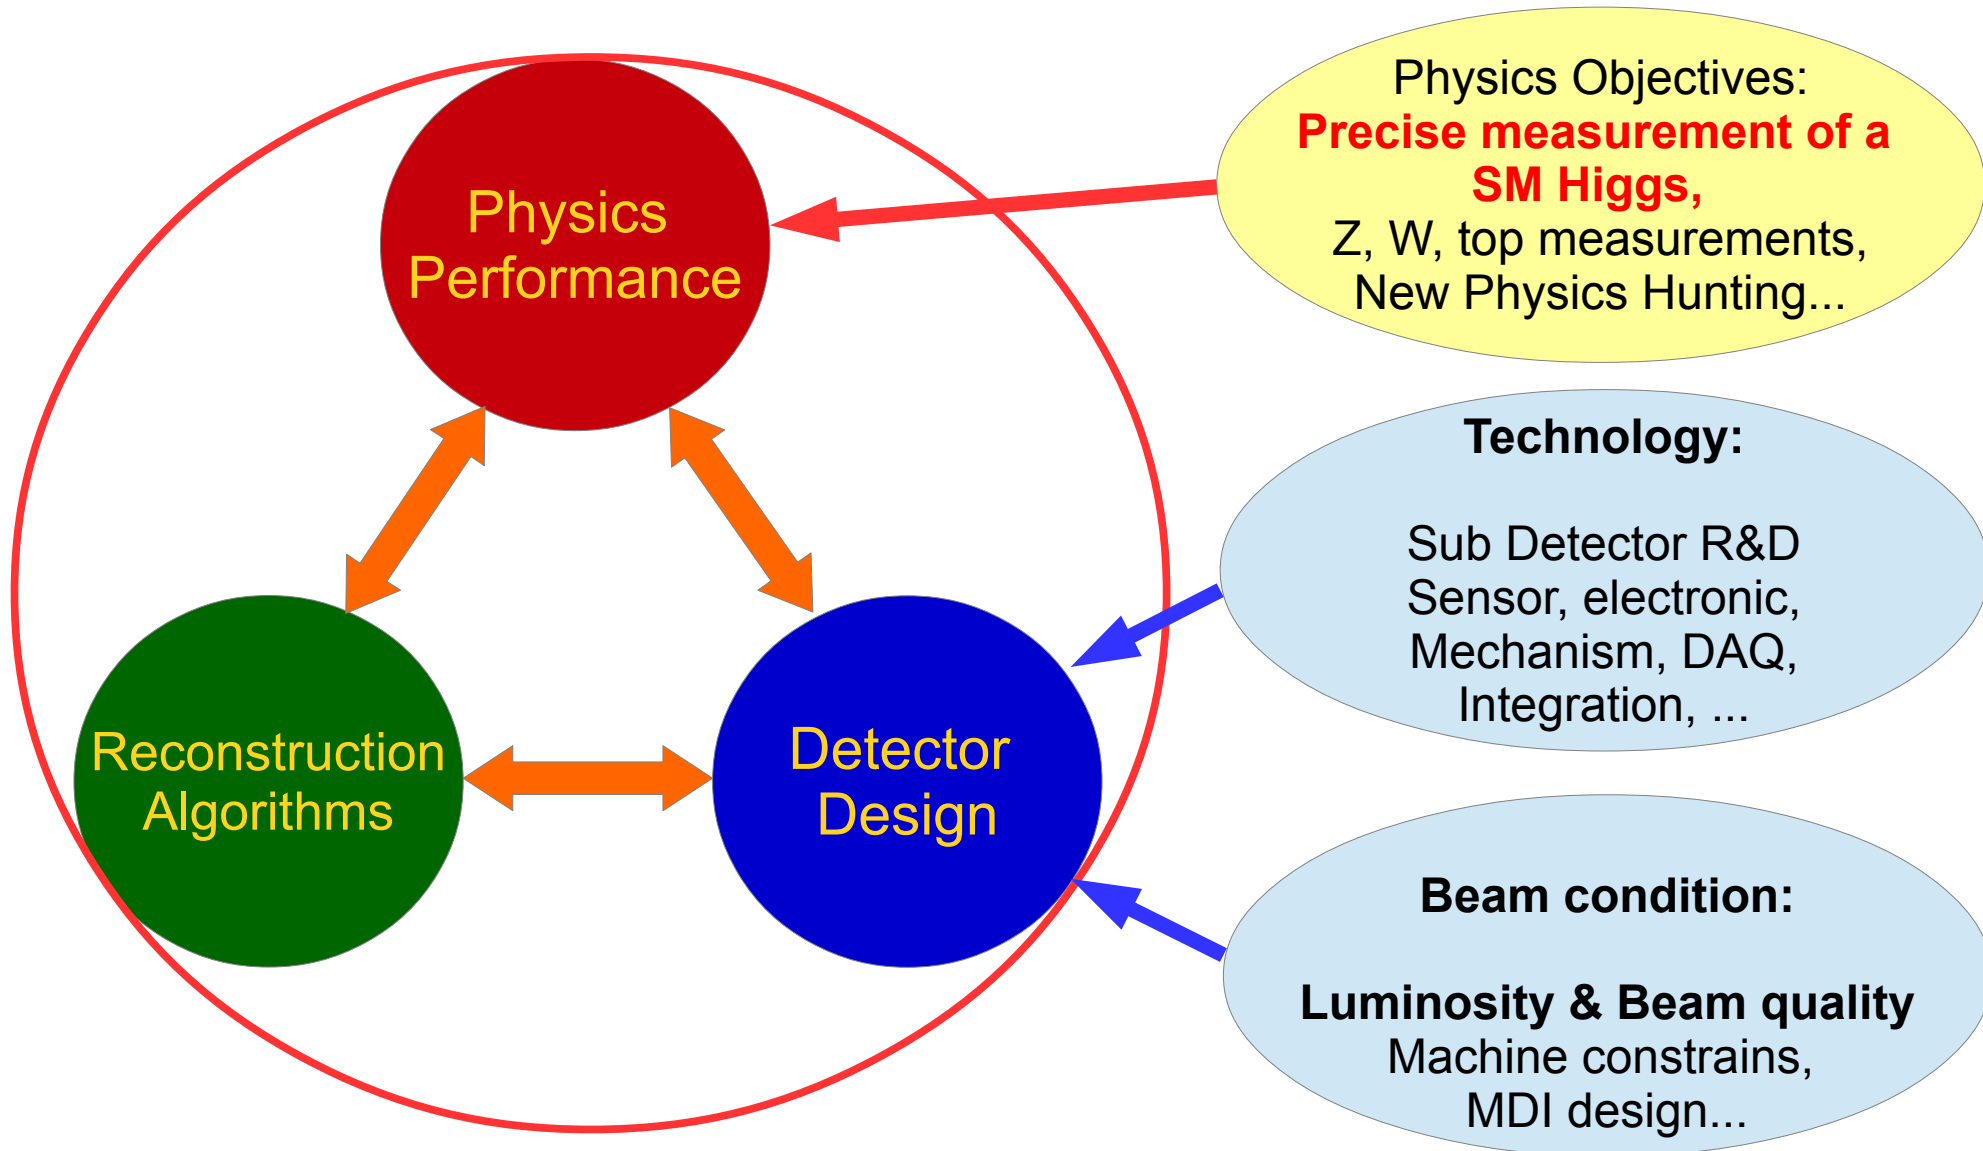 Physics
Performance
Reconstruction
Algorithms
Detector
Design
Physics Objectives:
Precise measurement of a
SM Higgs,
Z, W, top measurements,
New Physics Hunting...
Technology:
Sub Detector R&D
Sensor, electronic,
Mechanism, DAQ,
Integration, ...
Beam condition:
Luminosity & Beam quality
Machine constrains,
MDI design...